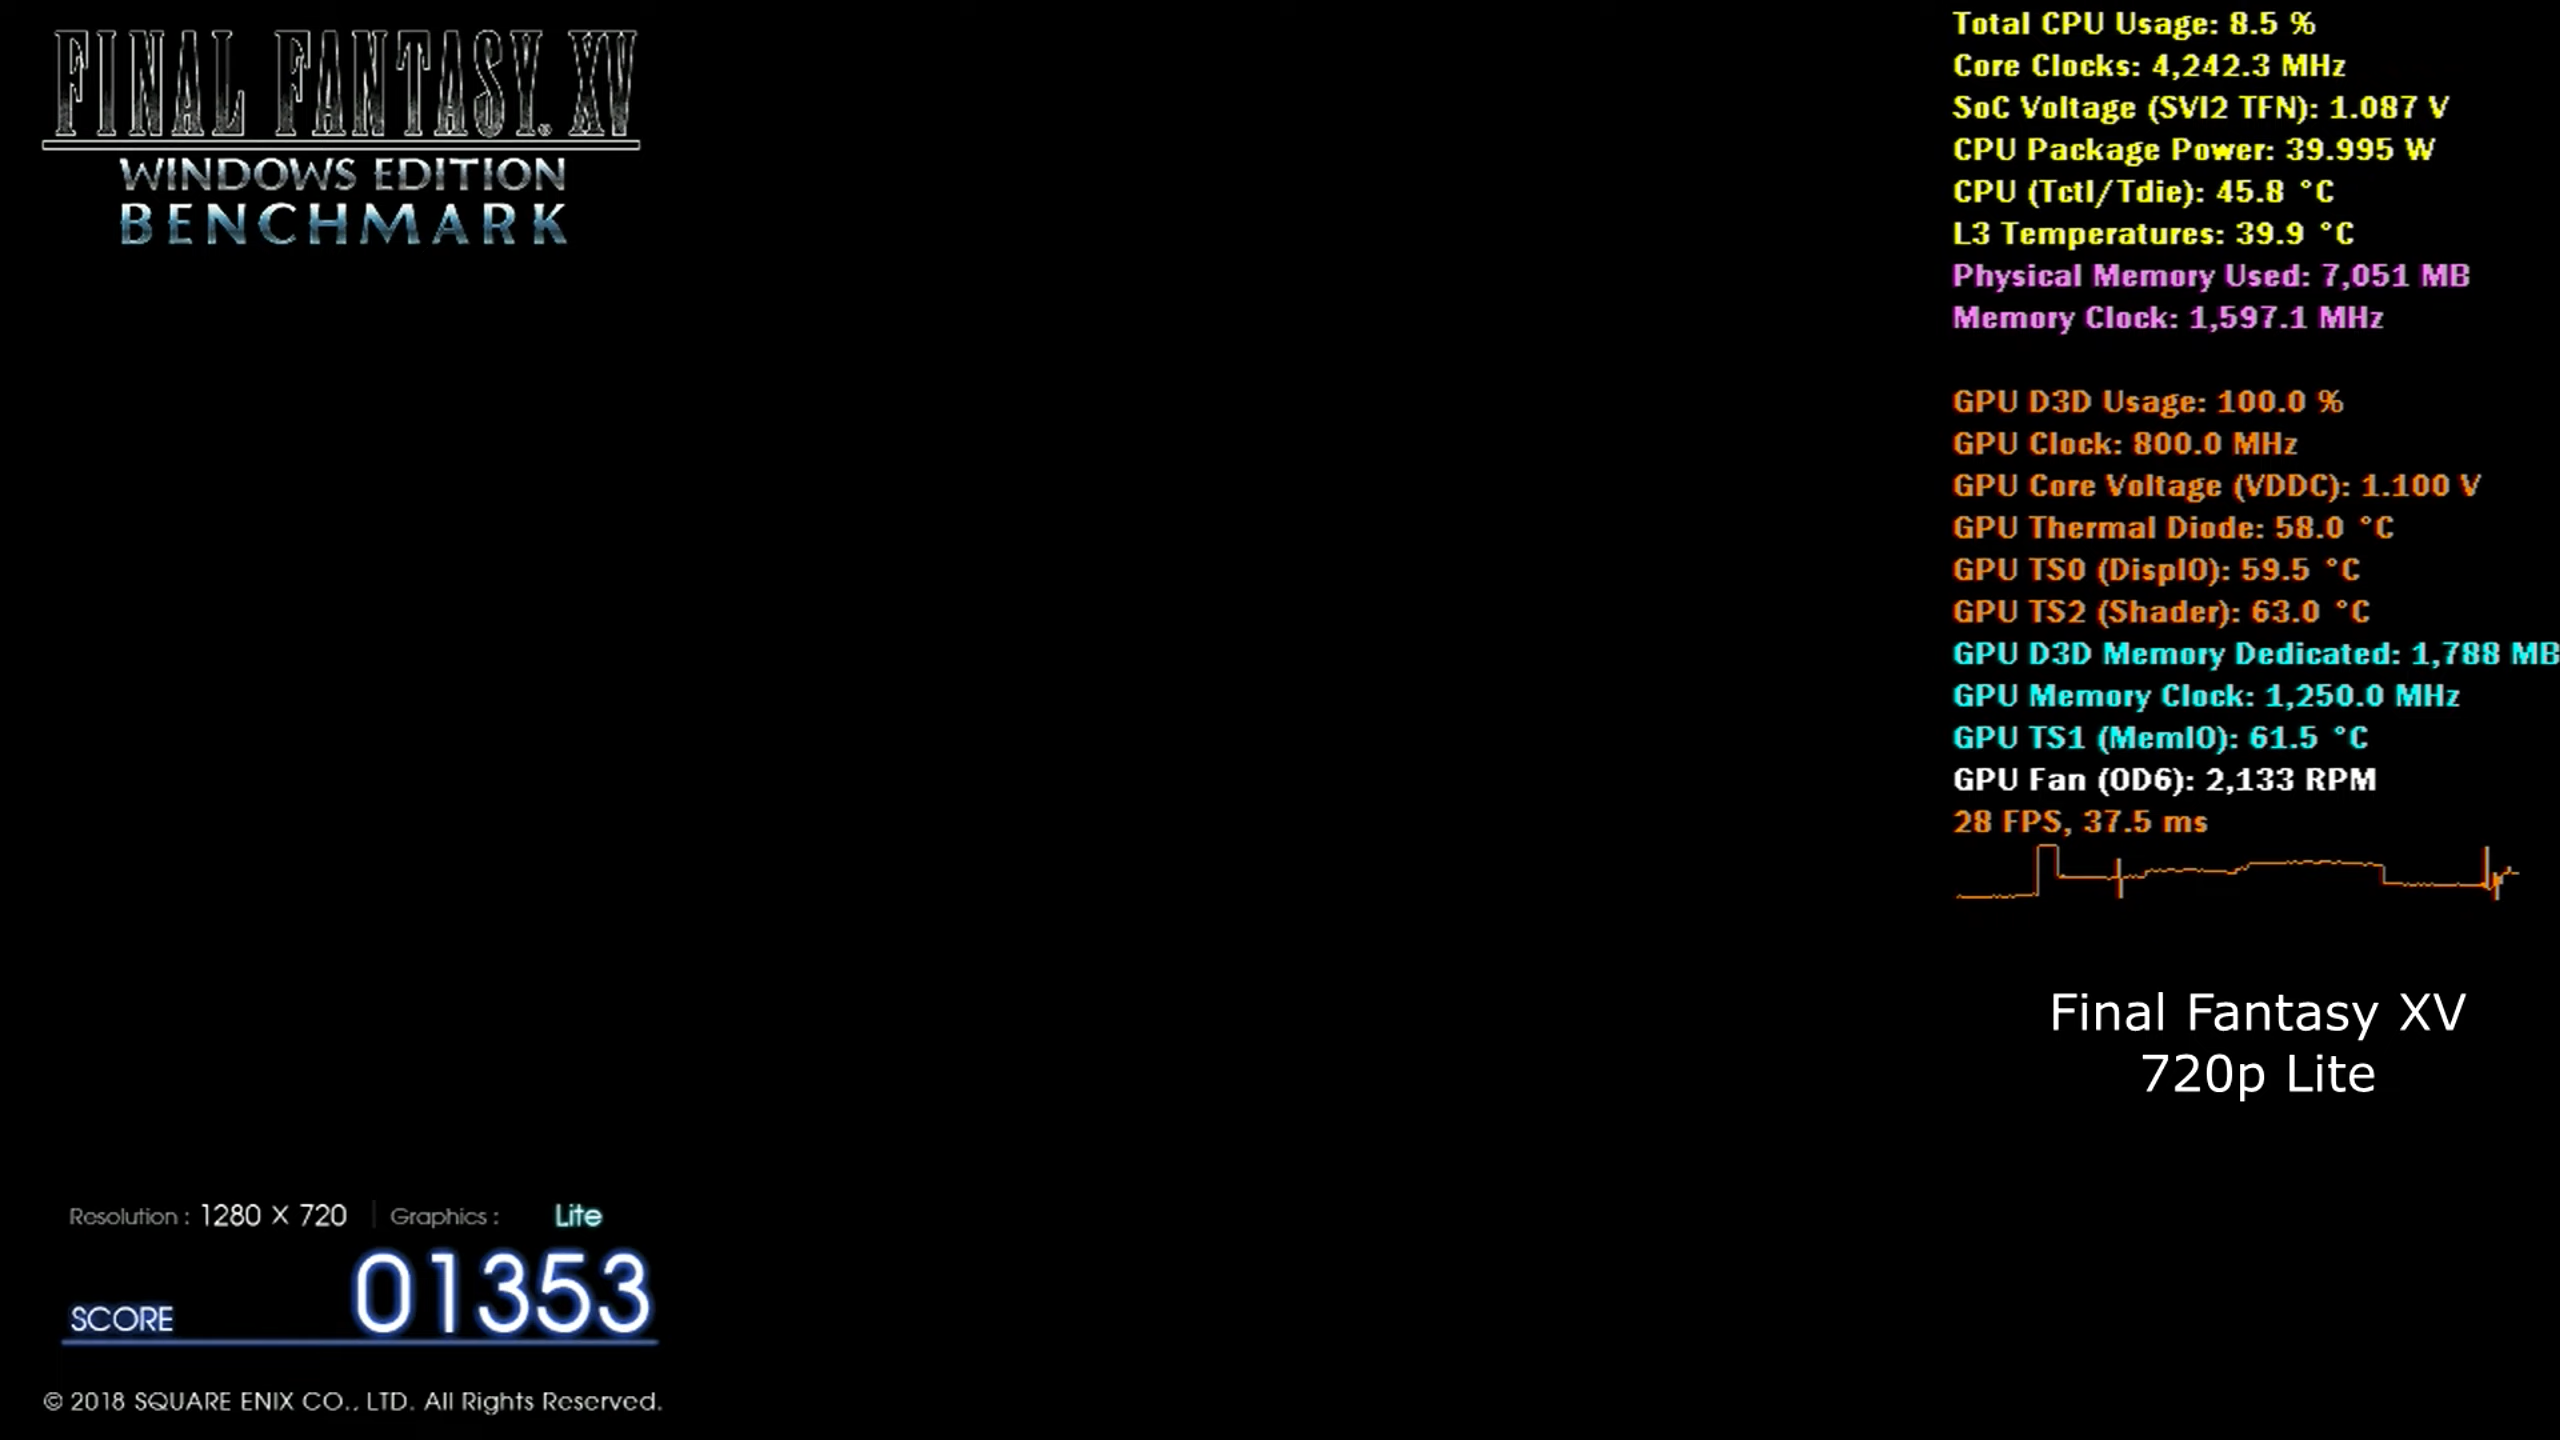 FINAL FANTASY. XV
WINDOWS EDITION
BENCHMARK
Total CPU Usage: 8.5 %
Core Clocks: 4,242.3 MHz
SoC Voltage (SVI2 TFN): 1.087 V
CPU Package Power: 39.995 W
CPU (Tctl/Tdie): 45.8 °C
L3 Temperatures: 39.9 °C
Physical Memory Used: 7,051 MB
Memory Clock: 1,597.1 MHz
GPU D3D Usage: 100.0 %
GPU Clock: 800.0 MHz
GPU Core Voltage (VDDC): 1.100 V
GPU Thermal Diode: 58.0 °C
GPU TS0 (DispIO): 59.5 °C
GPU TS2 (Shader): 63.0 °C
GPU D3D Memory Dedicated: 1,788 MB
GPU Memory Clock: 1,250.0 MHz
GPU TS1 (MemIO): 61.5 °C
GPU Fan (OD6): 2,133 RPM
28 FPS, 37.5 ms
Final Fantasy XV
720p Lite
Resolution : 1280 X 720 | Graphics : Lite
SCORE 01353
© 2018 SQUARE ENIX CO., LTD. All Rights Reserved.